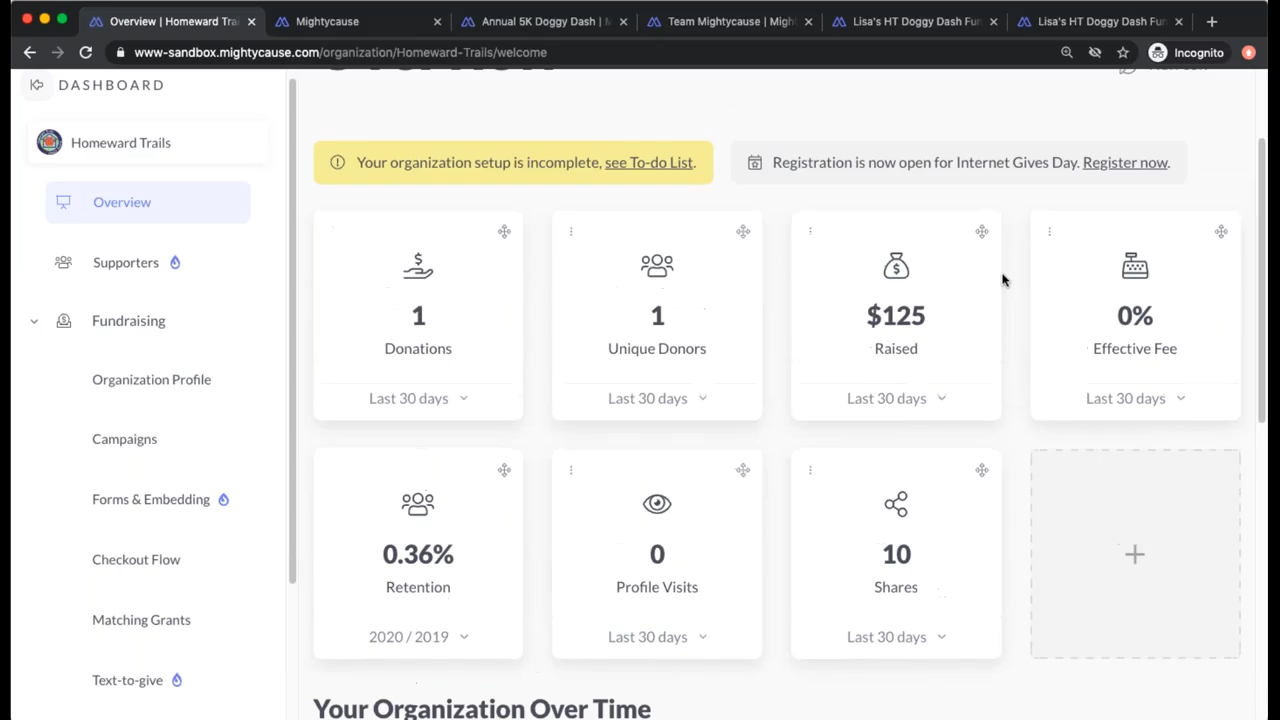 Overview | Homeward Trai
Mightycause
Annual 5K Doggy Dash | M
Team Mightycause | Might
Lisa's HT Doggy Dash Fun
Lisa's HT Doggy Dash Fun
www-sandbox.mightycause.com/organization/Homeward-Trails/welcome
Incognito
DASHBOARD
Homeward Trails
Overview
Supporters
Fundraising
Organization Profile
Campaigns
Forms & Embedding
Checkout Flow
Matching Grants
Text-to-give
Your organization setup is incomplete, see To-do List.
Registration is now open for Internet Gives Day. Register now.
1
Donations
Last 30 days
1
Unique Donors
Last 30 days
$125
Raised
Last 30 days
0%
Effective Fee
Last 30 days
0.36%
Retention
2020 / 2019
0
Profile Visits
Last 30 days
10
Shares
Last 30 days
Your Organization Over Time